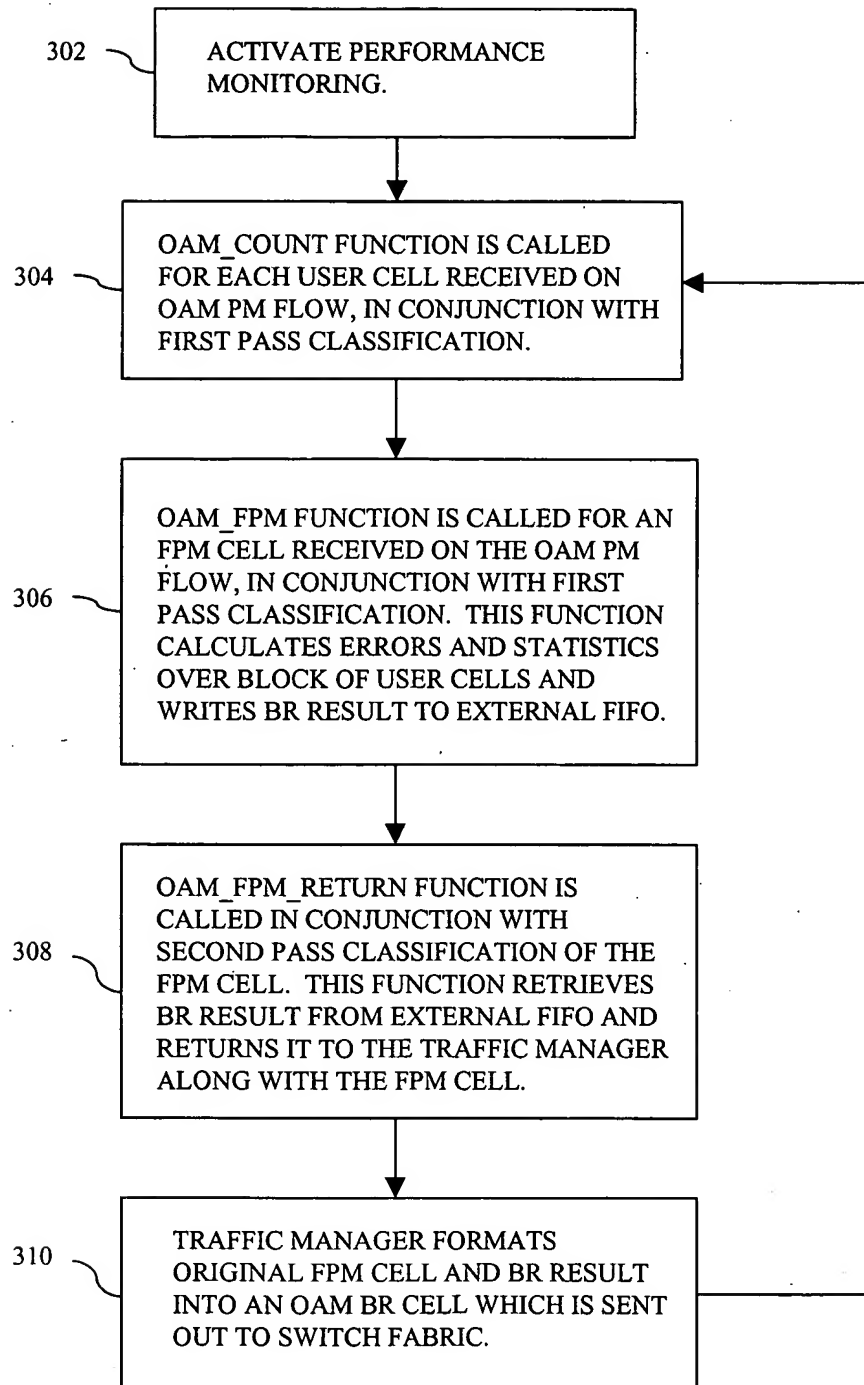 302
ACTIVATE PERFORMANCE
MONITORING.
304
OAM_COUNT FUNCTION IS CALLED
FOR EACH USER CELL RECEIVED ON
OAM PM FLOW, IN CONJUNCTION WITH
FIRST PASS CLASSIFICATION.
306
OAM_FPM FUNCTION IS CALLED FOR AN
FPM CELL RECEIVED ON THE OAM PM
FLOW, IN CONJUNCTION WITH FIRST
PASS CLASSIFICATION. THIS FUNCTION
CALCULATES ERRORS AND STATISTICS
OVER BLOCK OF USER CELLS AND
WRITES BR RESULT TO EXTERNAL FIFO.
308
OAM_FPM_RETURN FUNCTION IS
CALLED IN CONJUNCTION WITH
SECOND PASS CLASSIFICATION OF THE
FPM CELL. THIS FUNCTION RETRIEVES
BR RESULT FROM EXTERNAL FIFO AND
RETURNS IT TO THE TRAFFIC MANAGER
ALONG WITH THE FPM CELL.
310
TRAFFIC MANAGER FORMATS
ORIGINAL FPM CELL AND BR RESULT
INTO AN OAM BR CELL WHICH IS SENT
OUT TO SWITCH FABRIC.